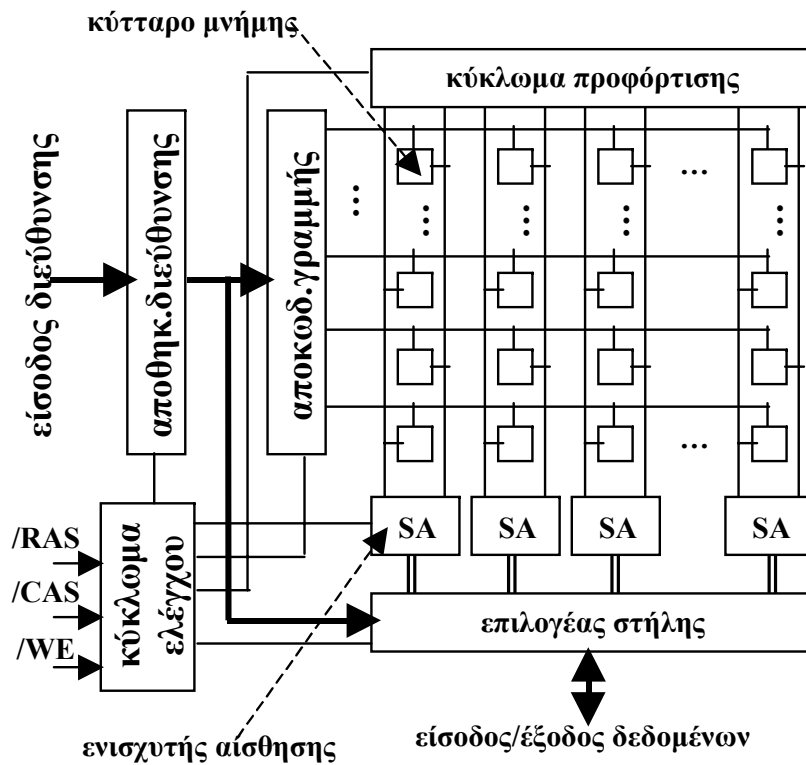 κύτταρο μνήμης
κύκλωμα προφόρτισης
είσοδος διεύθυνσης
αποθηκ.διεύθυνσης
αποκωδ.γραμμής
...
...
...
...
...
...
...
/RAS
/CAS
/WE
κύκλωμα
ελέγχου
SA
SA
SA
SA
επιλογέας στήλης
ενισχυτής αίσθησης
είσοδος/έξοδος δεδομένων